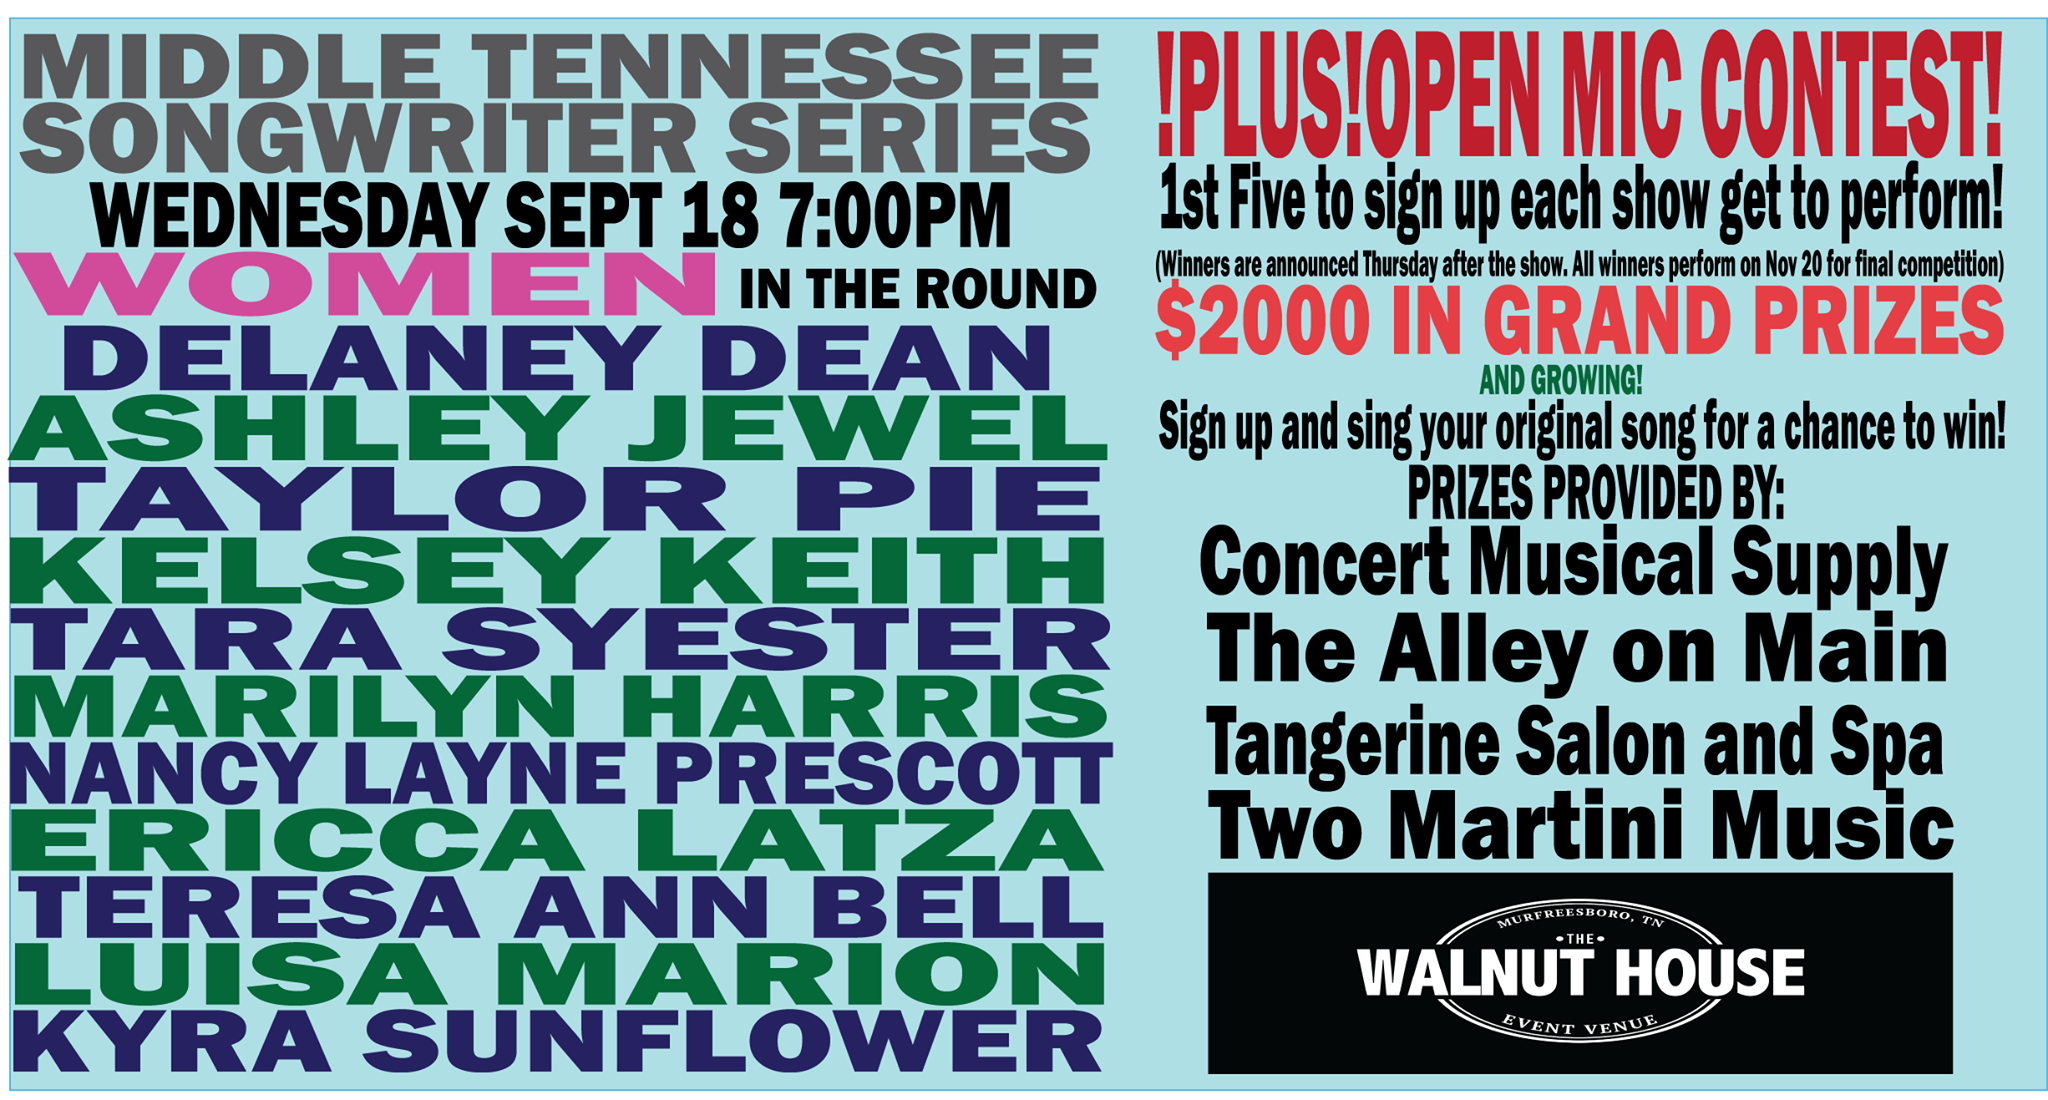 MIDDLE TENNESSEE
SONGWRITER SERIES
WEDNESDAY SEPT 18 7:00PM
WOMEN IN THE ROUND
DELANEY DEAN
ASHLEY JEWEL
TAYLOR PIE
KELSEY KEITH
TARA SYESTER
MARILYN HARRIS
NANCY LAYNE PRESCOTT
ERICCA LATZA
TERESA ANN BELL
LUISA MARION
KYRA SUNFLOWER
!PLUS!OPEN MIC CONTEST!
1st Five to sign up each show get to perform!
(Winners are announced Thursday after the show. All winners perform on Nov 20 for final competition)
$2000 IN GRAND PRIZES
AND GROWING!
Sign up and sing your original song for a chance to win!
PRIZES PROVIDED BY:
Concert Musical Supply
The Alley on Main
Tangerine Salon and Spa
Two Martini Music
MURFREESBORO, TN
•THE•
WALNUT HOUSE
EVENT VENUE